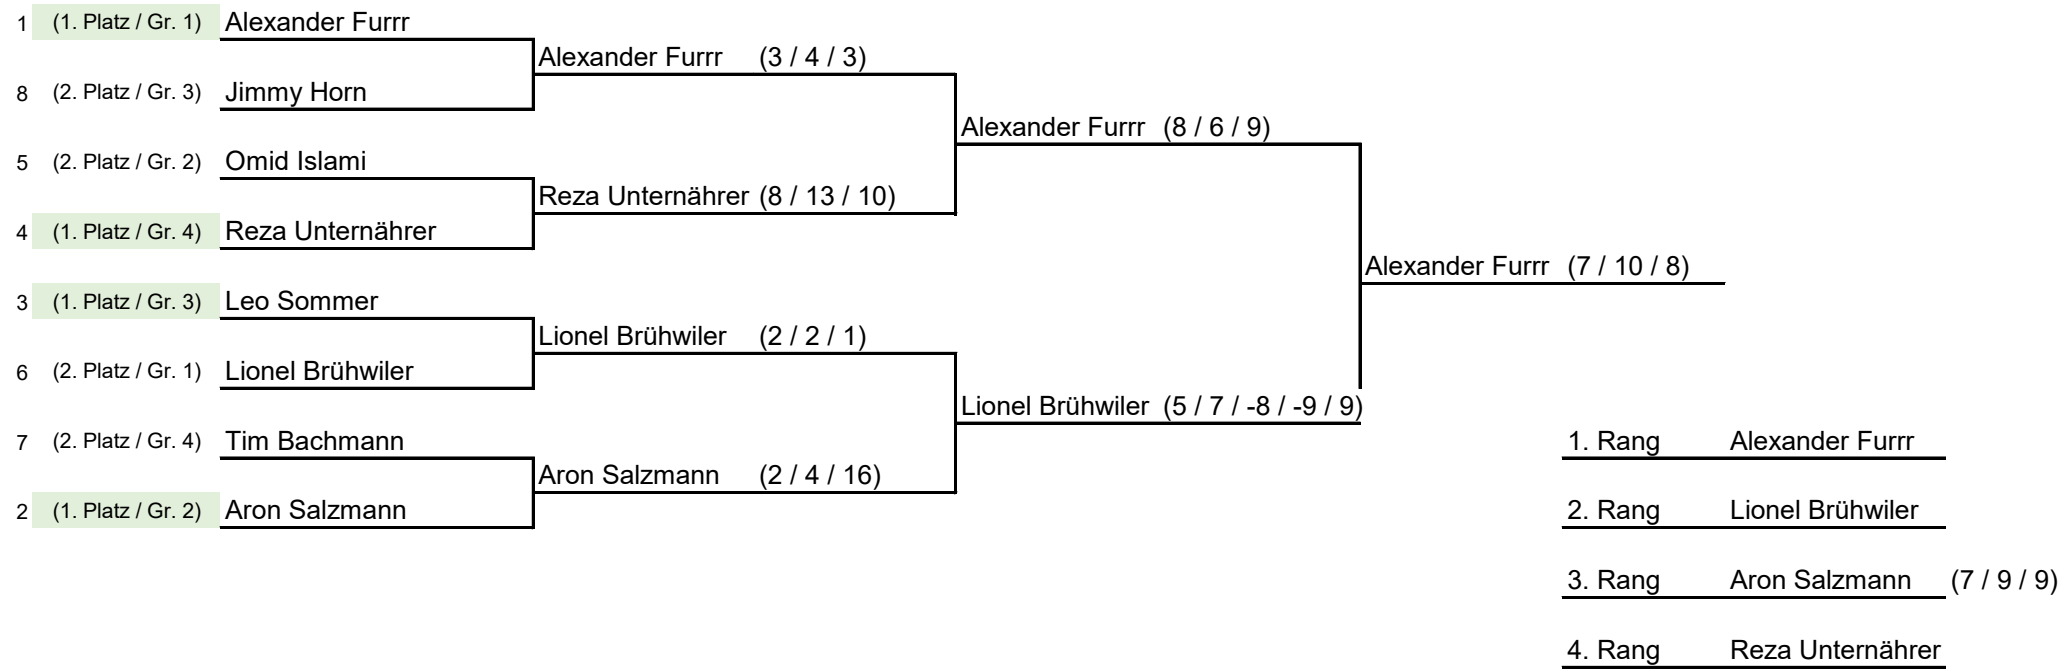 1 (1. Platz / Gr. 1) Alexander Furrr
Alexander Furrr (3 / 4 / 3)
8 (2. Platz / Gr. 3) Jimmy Horn
Alexander Furrr (8 / 6 / 9)
5 (2. Platz / Gr. 2) Omid Islami
Reza Unternährer (8 / 13 / 10)
4 (1. Platz / Gr. 4) Reza Unternährer
Alexander Furrr (7 / 10 / 8)
3 (1. Platz / Gr. 3) Leo Sommer
Lionel Brühwiler (2 / 2 / 1)
6 (2. Platz / Gr. 1) Lionel Brühwiler
Lionel Brühwiler (5 / 7 / -8 / -9 / 9)
7 (2. Platz / Gr. 4) Tim Bachmann
Aron Salzmann (2 / 4 / 16)
2 (1. Platz / Gr. 2) Aron Salzmann
1. Rang Alexander Furrr
2. Rang Lionel Brühwiler
3. Rang Aron Salzmann (7 / 9 / 9)
4. Rang Reza Unternährer